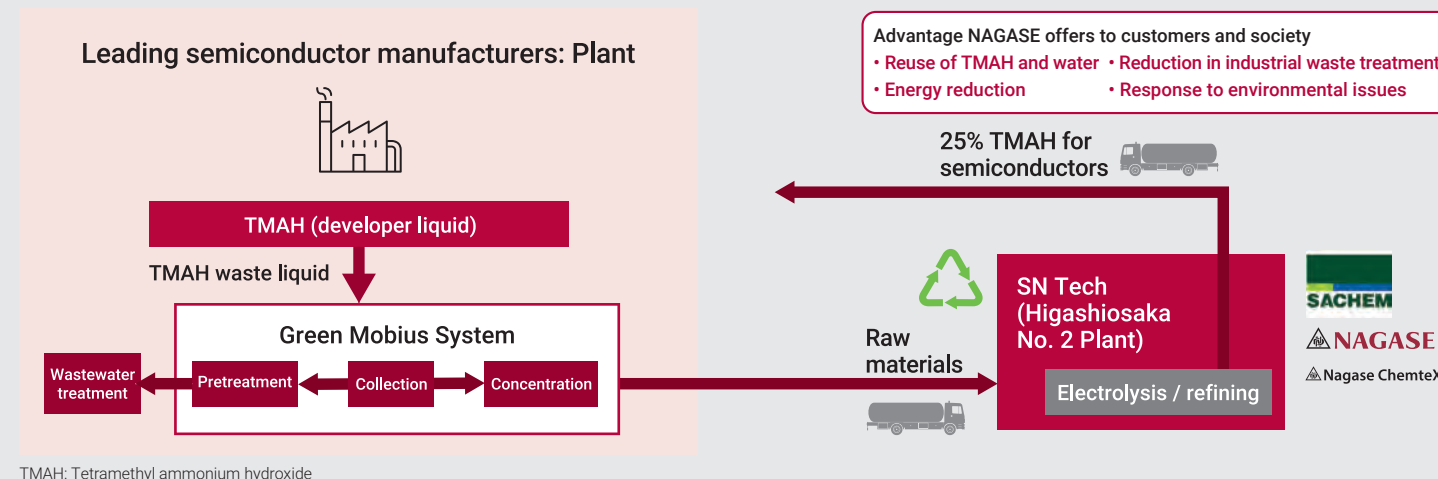 Leading semiconductor manufacturers: Plant
TMAH (developer liquid)
TMAH waste liquid
Green Mobius System
Wastewater
treatment
Pretreatment
Collection
Concentration
Advantage NAGASE offers to customers and society
• Reuse of TMAH and water • Reduction in industrial waste treatment
• Energy reduction • Response to environmental issues
25% TMAH for
semiconductors
Raw
materials
SN Tech
(Higashiosaka
No. 2 Plant)
Electrolysis / refining
SACHEM
NAGASE
Nagase ChemteX
TMAH: Tetramethyl ammonium hydroxide